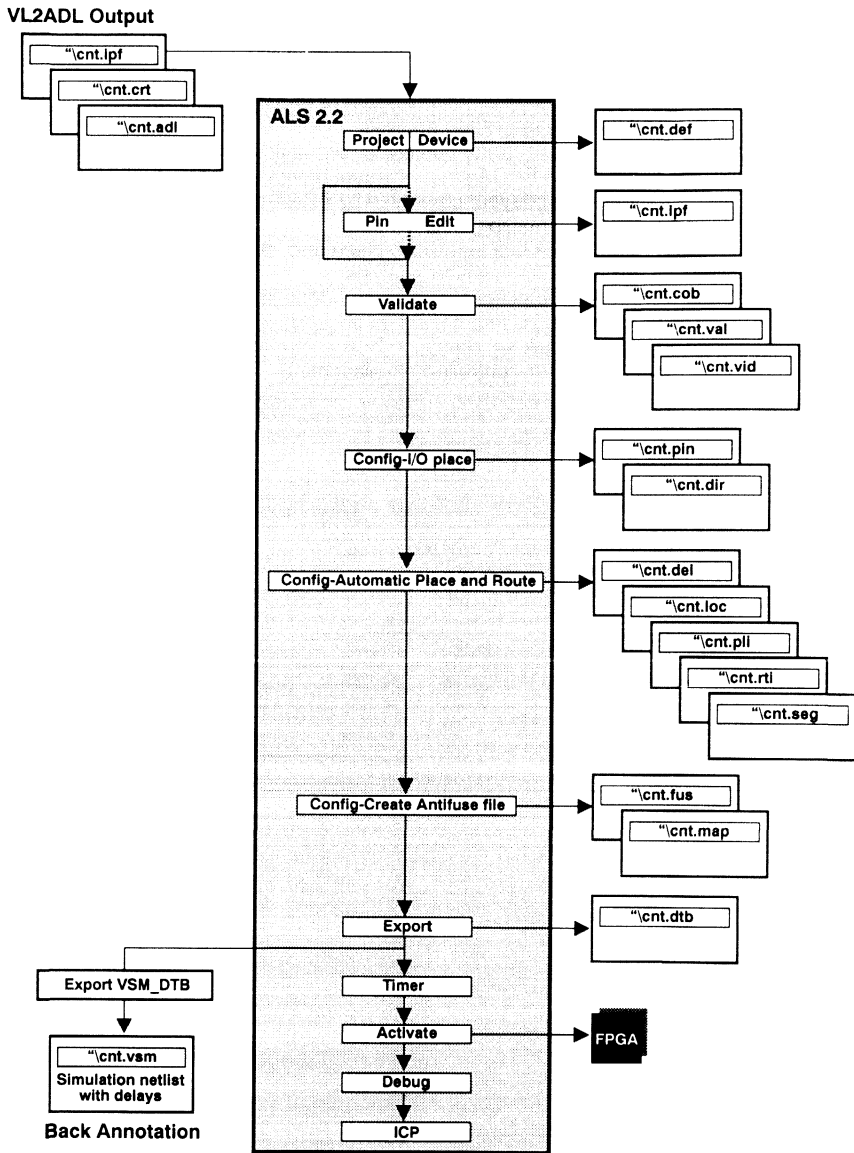 VL2ADL Output
“\cnt.ipf
“\cnt.crt
“\cnt.adl
ALS 2.2
Project Device
“\cnt.def
Pin Edit
“\cnt.ipf
Validate
“\cnt.cob
“\cnt.val
“\cnt.vid
Config-I/O place
“\cnt.pin
“\cnt.dir
Config-Automatic Place and Route
“\cnt.del
“\cnt.loc
“\cnt.pli
“\cnt.rti
“\cnt.seg
Config-Create Antifuse file
“\cnt.fus
“\cnt.map
Export
“\cnt.dtb
Export VSM_DTB
Timer
Activate
FPGA
“\cnt.vsm
Simulation netlist
with delays
Debug
Back Annotation
ICP